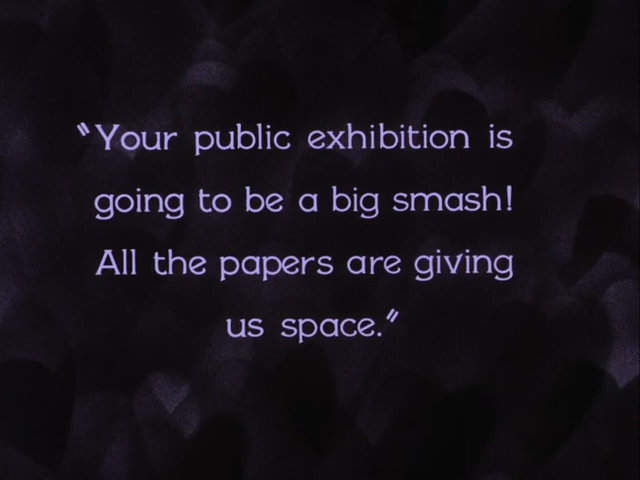 "Your public exhibition is
going to be a big smash!
All the papers are giving
us space."